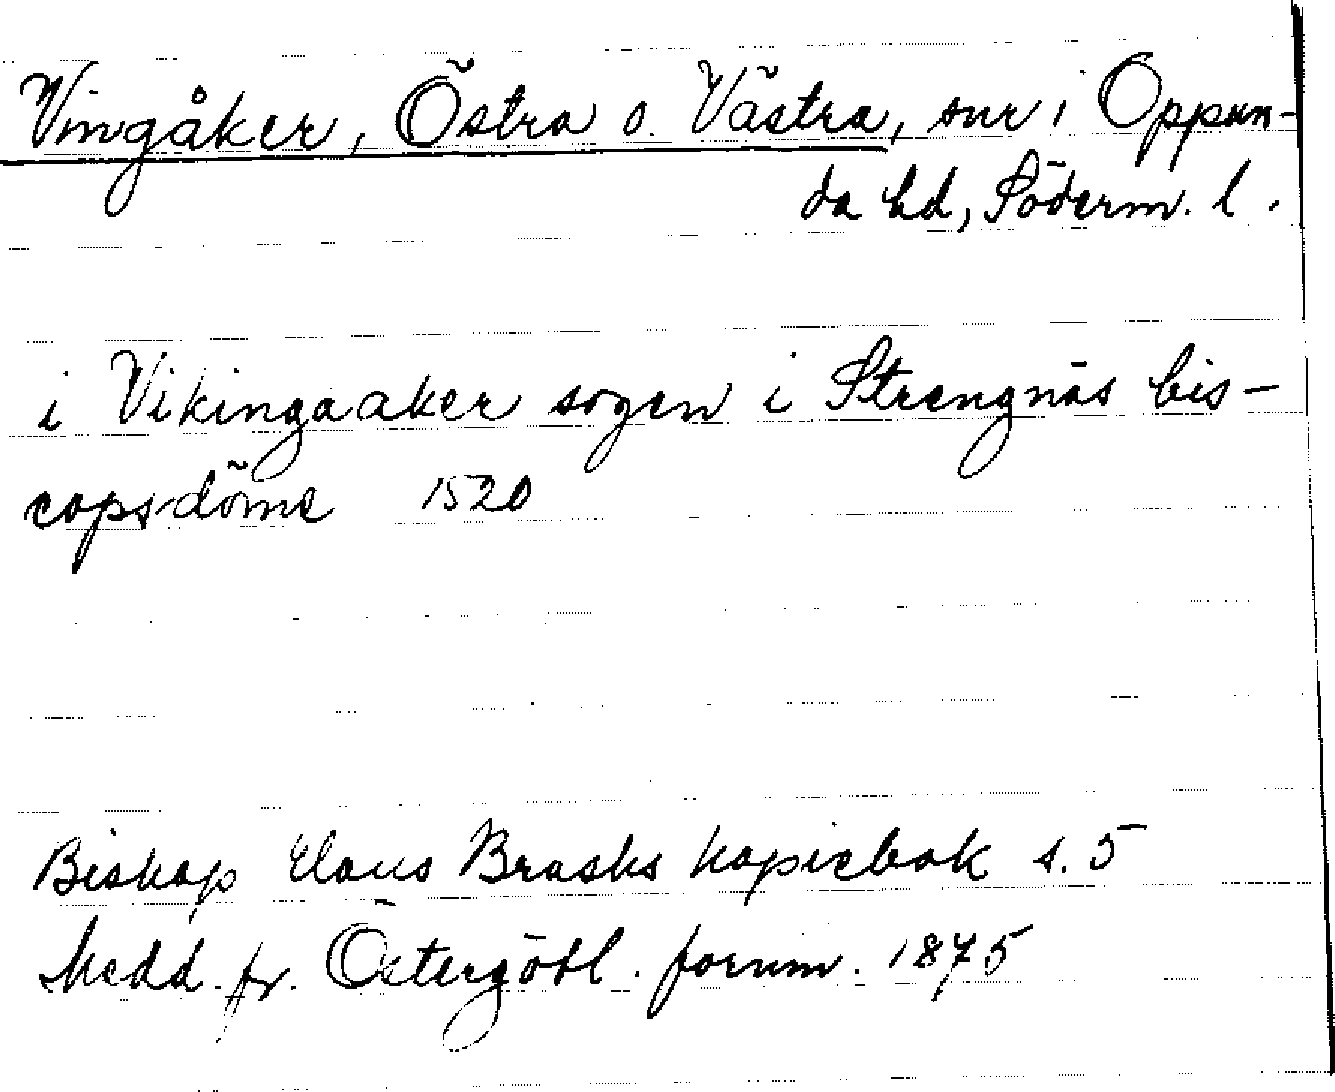 Vingåker, Östra o. Västra, snr i Oppun-
da hd, Söderm. l.
i Vikingaaker sogen i Strengnäs bis-
copsdöme 1520
Biskop Claus Brasks kopiebok s. 5
Medd. fr. Östergötl. fornm. 1875